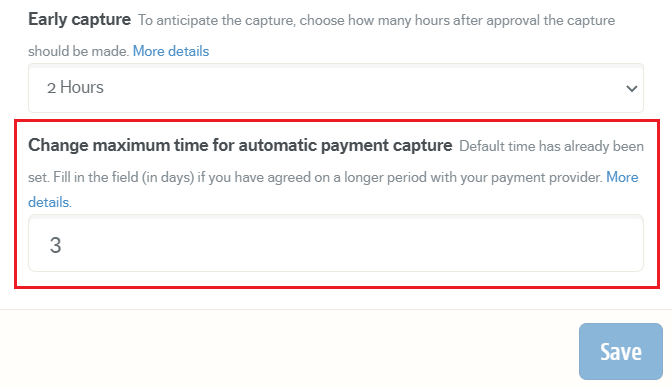 Early capture To anticipate the capture, choose how many hours after approval the capture
should be made. More details
2 Hours
Change maximum time for automatic payment capture Default time has already been
set. Fill in the field (in days) if you have agreed on a longer period with your payment provider. More
details.
3
Save